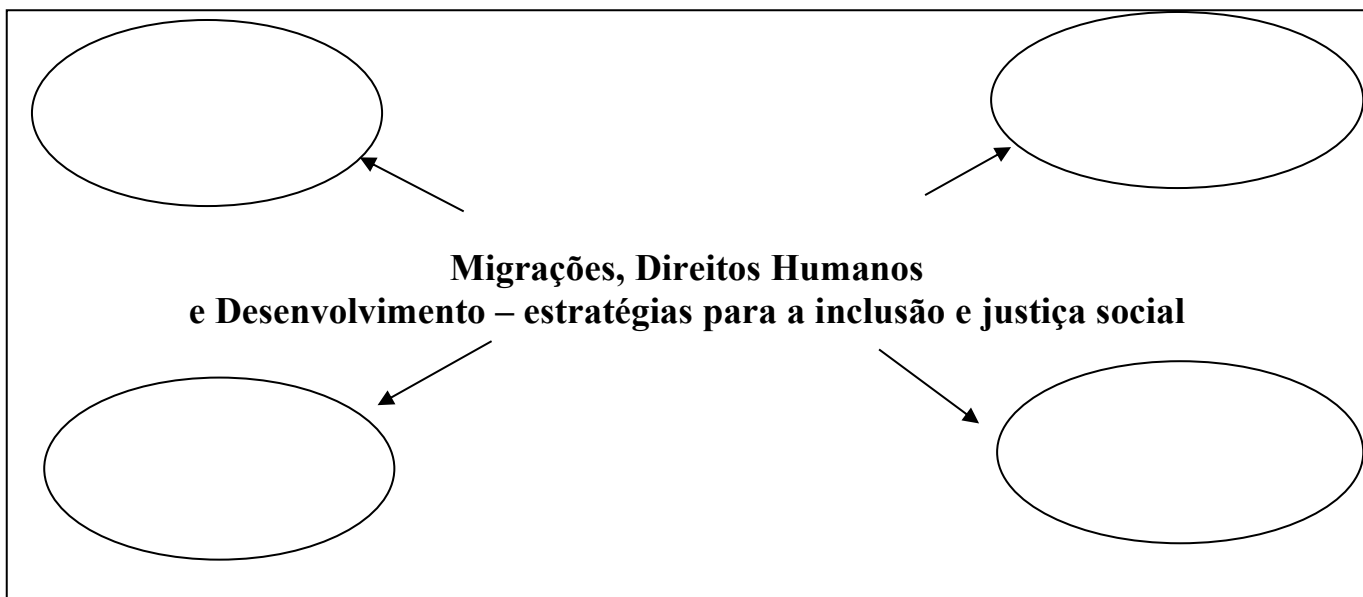 Migrações, Direitos Humanos
e Desenvolvimento – estratégias para a inclusão e justiça social